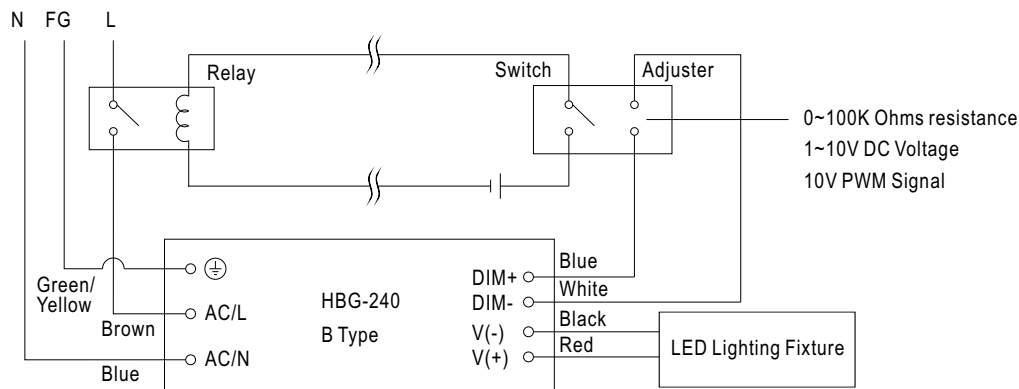 N FG L
Relay
Switch
Adjuster
0~100K Ohms resistance
1~10V DC Voltage
10V PWM Signal
Green/
Yellow
Brown
Blue
AC/L
AC/N
HBG-240
B Type
DIM+
DIM-
V(-)
V(+)
Blue
White
Black
Red
LED Lighting Fixture